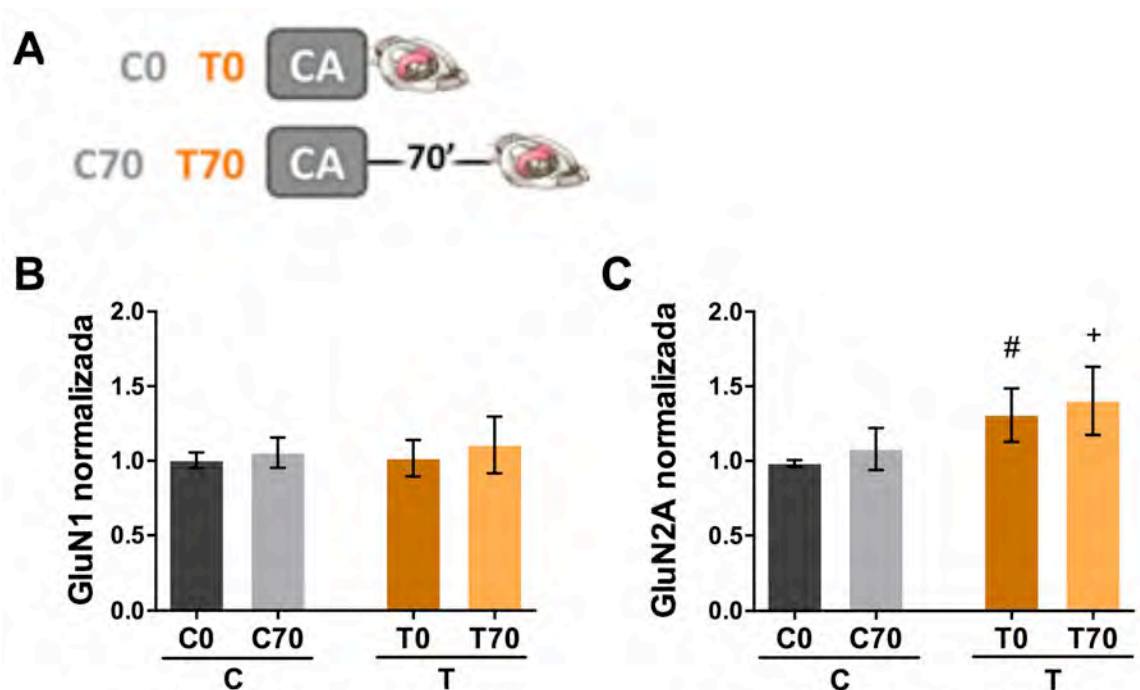 A
C0 T0 CA
C70 T70 CA 70'
B
GluN1 normalizada
2.0
1.5
1.0
0.5
0.0
C0 C70 T0 T70
C T
C
GluN2A normalizada
2.0
1.5
1.0
0.5
0.0
# +
C0 C70 T0 T70
C T